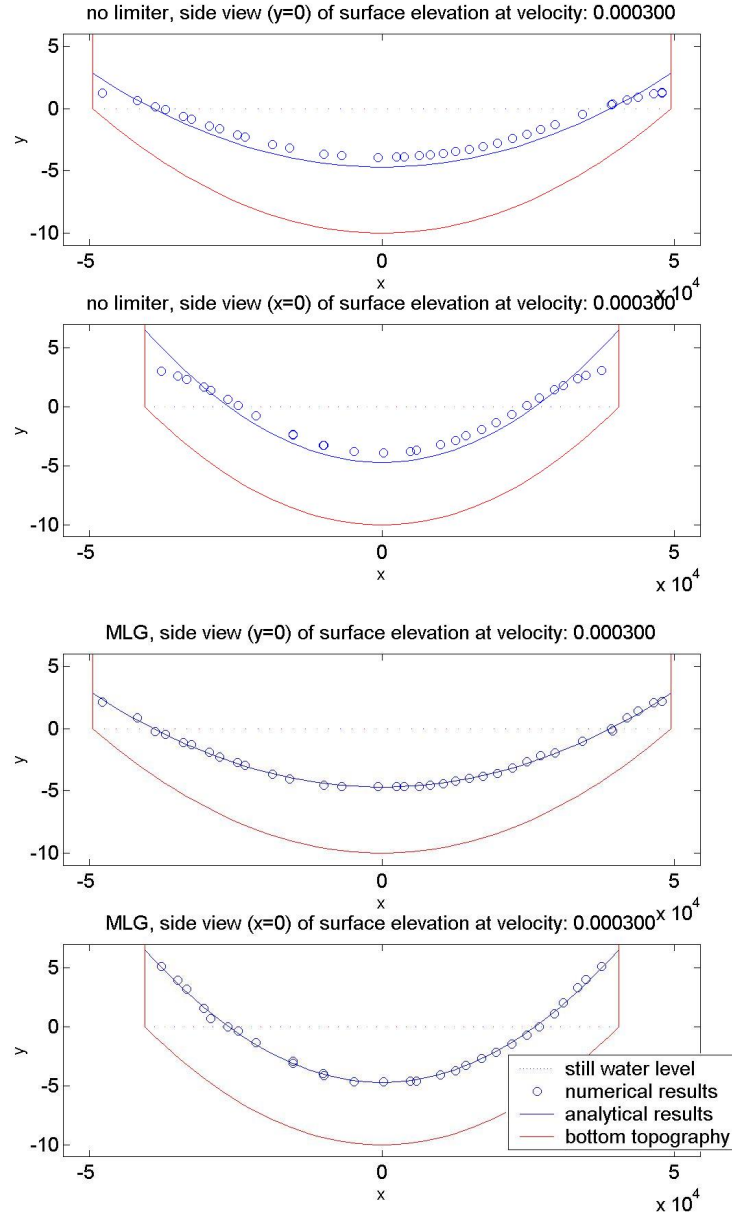 no limiter, side view (y=0) of surface elevation at velocity: 0.000300
5
0
-5
-10
y
-5
0
5
x
x 10^4
no limiter, side view (x=0) of surface elevation at velocity: 0.000300
5
0
-5
-10
y
-5
0
5
x
x 10^4
MLG, side view (y=0) of surface elevation at velocity: 0.000300
5
0
-5
-10
y
-5
0
5
x
x 10^4
MLG, side view (x=0) of surface elevation at velocity: 0.000300
5
0
-5
-10
y
still water level
numerical results
analytical results
bottom topography
-5
0
5
x
x 10^4